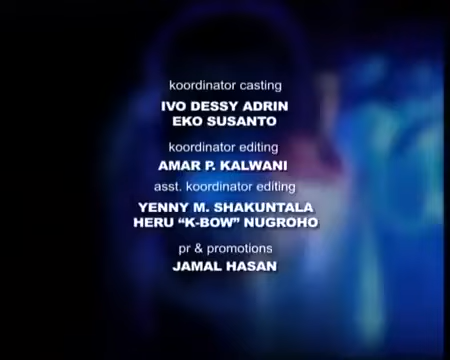 koordinator casting
IVO DESSY ADRIN
EKO SUSANTO
koordinator editing
AMAR P. KALWANI
asst. koordinator editing
YENNY M. SHAKUNTALA
HERU “K-BOW” NUGROHO
pr & promotions
JAMAL HASAN